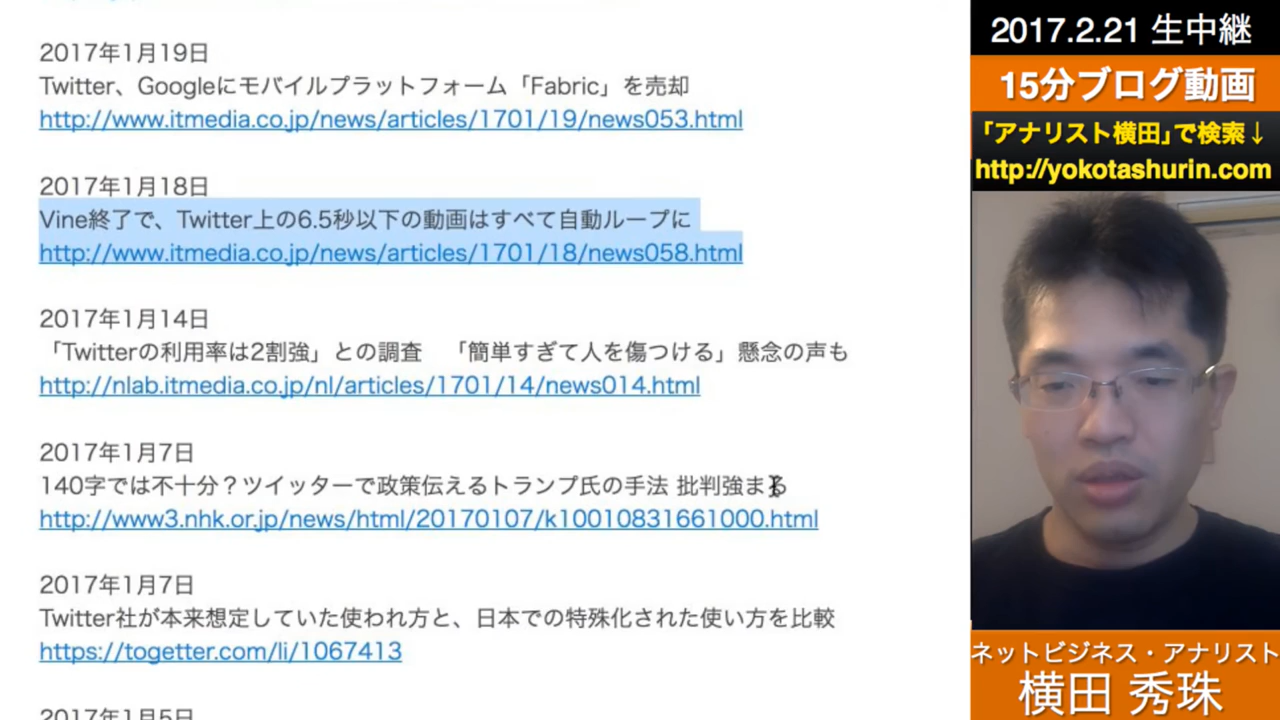 2017年1月19日
Twitter、Googleにモバイルプラットフォーム「Fabric」を売却
http://www.itmedia.co.jp/news/articles/1701/19/news053.html
2017年1月18日
Vine終了で、Twitter上の6.5秒以下の動画はすべて自動ループに
http://www.itmedia.co.jp/news/articles/1701/18/news058.html
2017年1月14日
「Twitterの利用率は2割強」との調査　「簡単すぎて人を傷つける」懸念の声も
http://nlab.itmedia.co.jp/nl/articles/1701/14/news014.html
2017年1月7日
140字では不十分？ツイッターで政策伝えるトランプ氏の手法 批判強まる
http://www3.nhk.or.jp/news/html/20170107/k10010831661000.html
2017年1月7日
Twitter社が本来想定していた使われ方と、日本での特殊化された使い方を比較
https://togetter.com/li/1067413
2017年1月5日
2017.2.21 生中継
15分ブログ動画
「アナリスト横田」で検索↓
http://yokotashurin.com
ネットビジネス・アナリスト
横田 秀珠